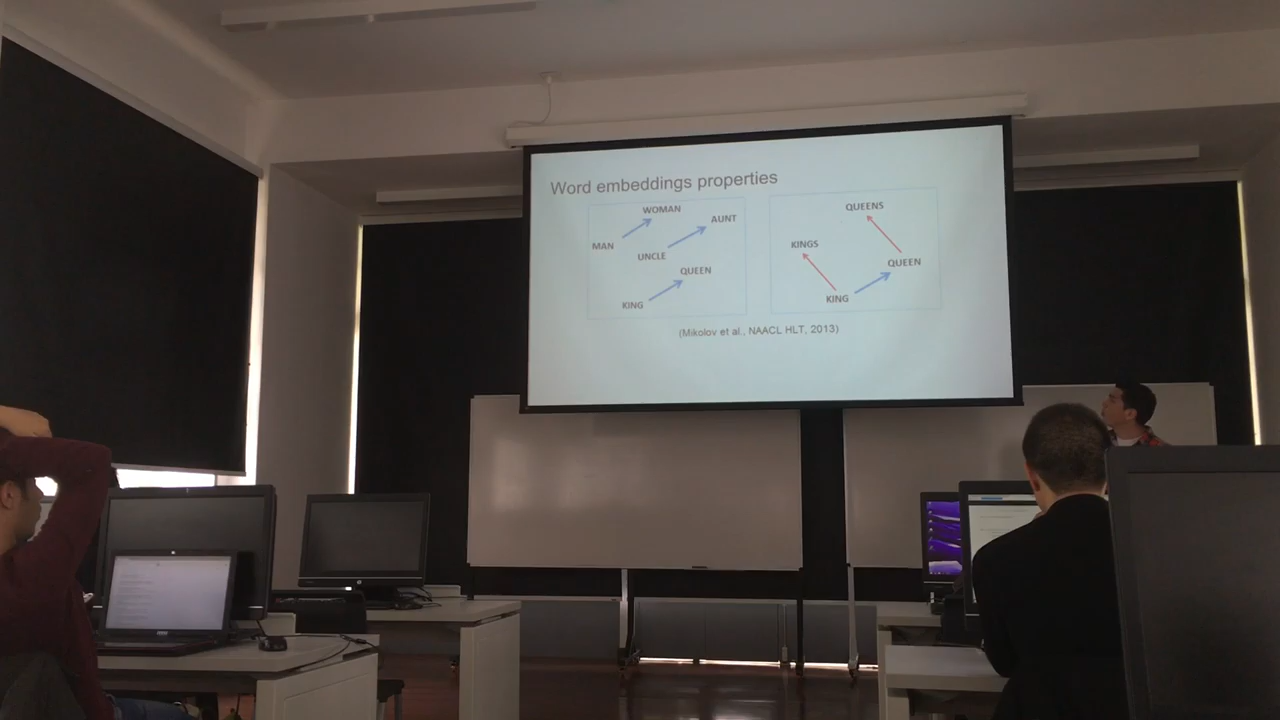 Word embeddings properties
WOMAN
AUNT
MAN
UNCLE
QUEEN
KING
QUEENS
KINGS
QUEEN
KING
(Mikolov et al., NAACL HLT, 2013)